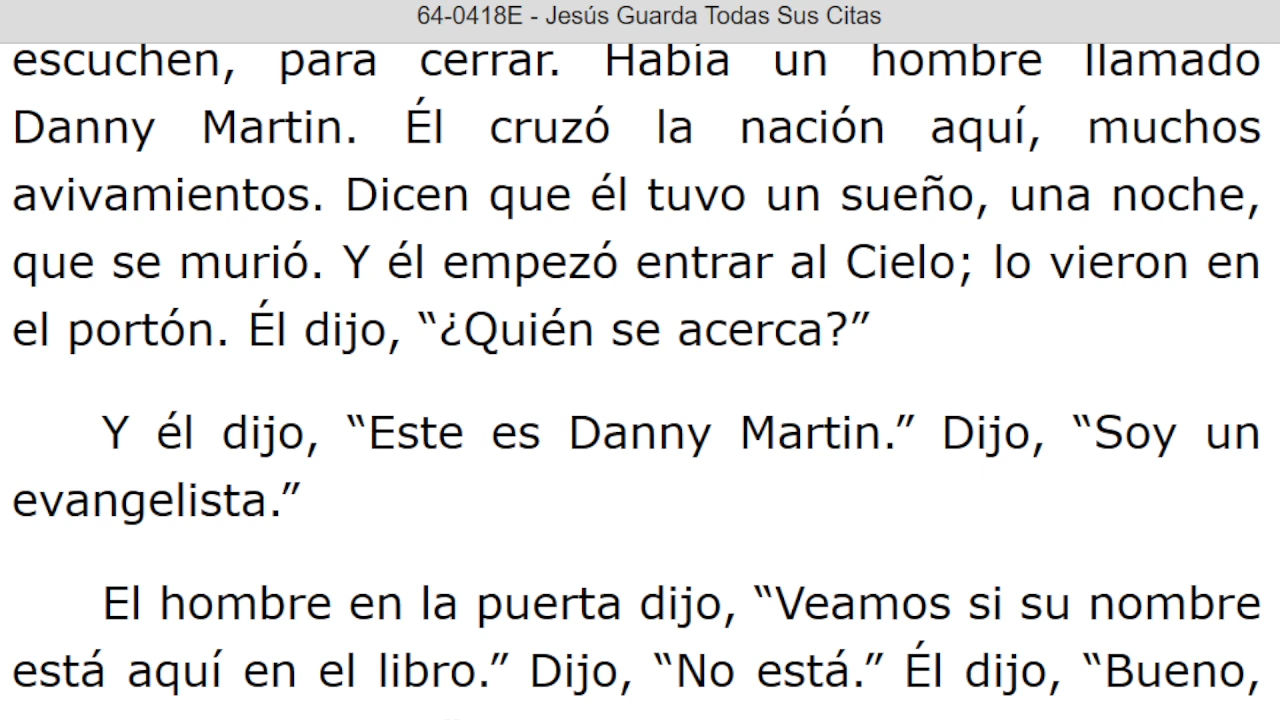 64-0418E - Jesús Guarda Todas Sus Citas
escuchen, para cerrar. Había un hombre llamado
Danny Martin. Él cruzó la nación aquí, muchos
avivamientos. Dicen que él tuvo un sueño, una noche,
que se murió. Y él empezó entrar al Cielo; lo vieron en
el portón. Él dijo, “¿Quién se acerca?”
Y él dijo, “Este es Danny Martin.” Dijo, “Soy un
evangelista.”
El hombre en la puerta dijo, “Veamos si su nombre
está aquí en el libro.” Dijo, “No está.” Él dijo, “Bueno,